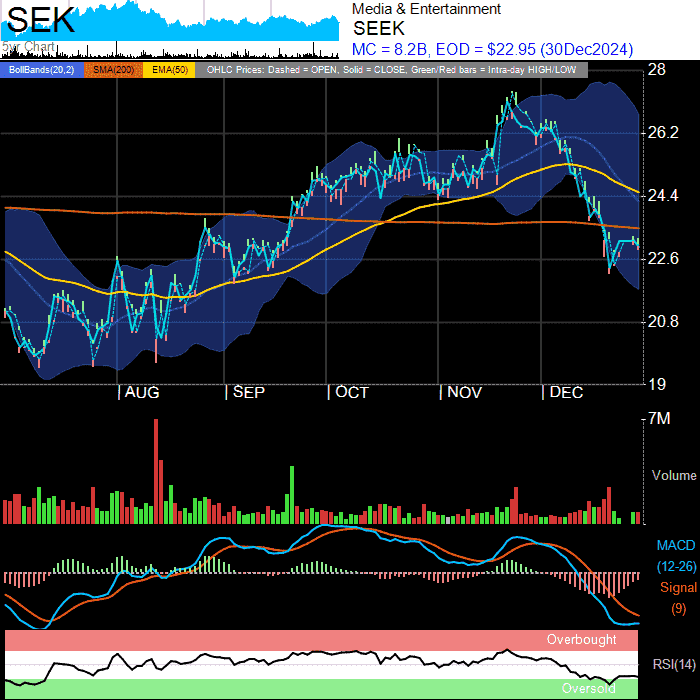 SEK
5yr Chart
Media & Entertainment
SEEK
MC = 8.2B, EOD = $22.95 (30Dec2024)
BollBands(20,2) SMA(200) EMA(50) OHLC Prices: Dashed = OPEN, Solid = CLOSE, Green/Red bars = Intra-day HIGH/LOW
28
26.2
24.4
22.6
20.8
19
AUG SEP OCT NOV DEC
7M
Volume
MACD
(12-26)
Signal
(9)
Overbought
RSI(14)
Oversold